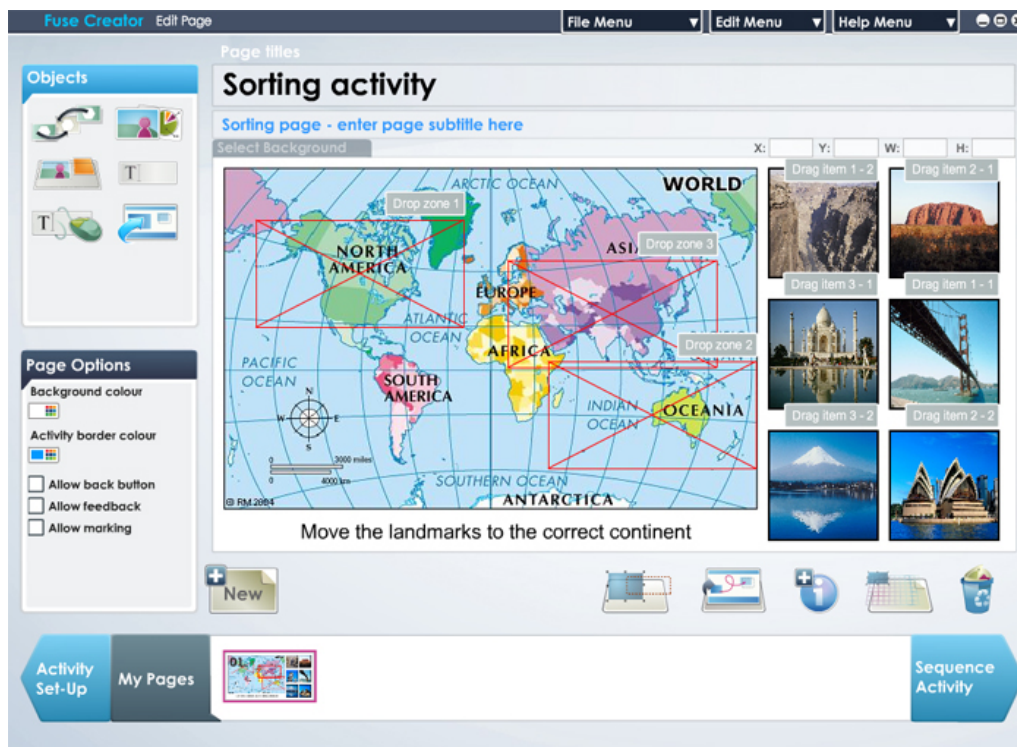 Fuse Creator Edit Page
File Menu
Edit Menu
Help Menu
Page titles
Objects
Sorting activity
Sorting page - enter page subtitle here
Select Background
X:
Y:
W:
H:
T
T
ARCTIC OCEAN
WORLD
Drop zone 1
Drop zone 3
NORTH
AMERICA
EUROPE
ATLANTIC
OCEAN
AFRICA
Drop zone 2
PACIFIC
OCEAN
SOUTH
AMERICA
INDIAN
OCEAN
OCEANIA
N
W
E
S
0
3000 miles
0
4000 km
SOUTHERN OCEAN
ANTARCTICA
© RM 2004
Move the landmarks to the correct continent
Drag item 1 - 2
Drag item 2 - 1
Drag item 3 - 1
Drag item 1 - 1
Drag item 3 - 2
Drag item 2 - 2
Page Options
Background colour
Activity border colour
Allow back button
Allow feedback
Allow marking
New
Activity
Set-Up
My Pages
01
Sequence
Activity